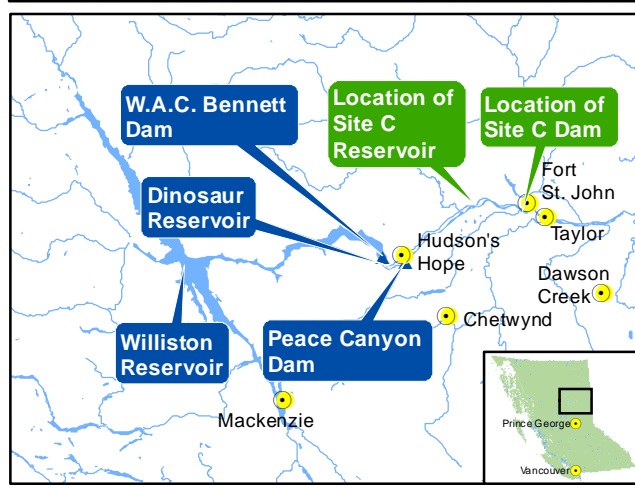 W.A.C. Bennett
Dam
Location of
Site C
Reservoir
Location of
Site C Dam
Dinosaur
Reservoir
Fort
St. John
Taylor
Hudson's
Hope
Dawson
Creek
Williston
Reservoir
Peace Canyon
Dam
Chetwynd
Mackenzie
Prince George
Vancouver